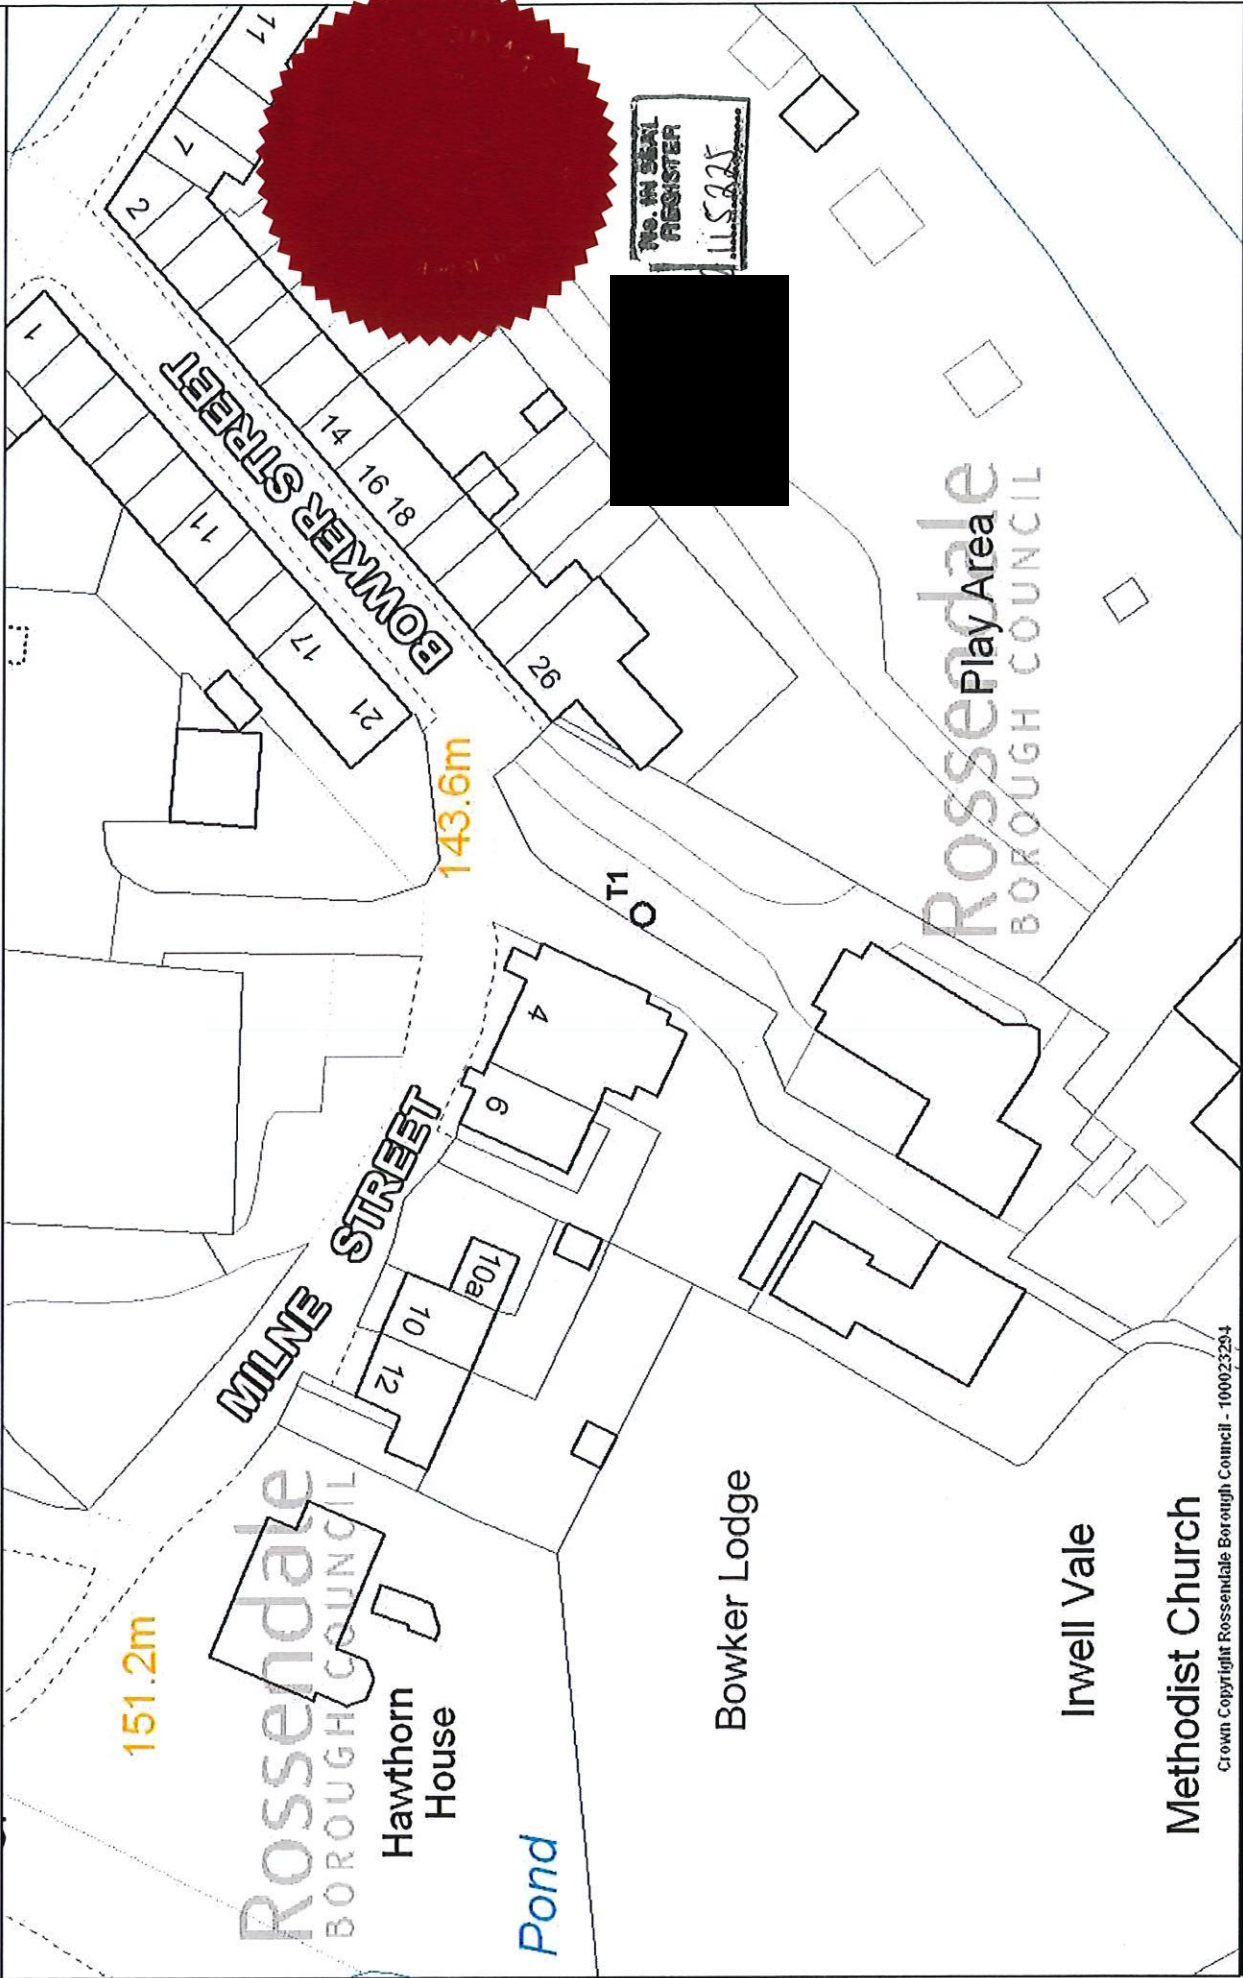 151.2m
MILNE STREET
143.6m
BOWKER STREET
1
11
17
21
2
7
11
14
16
18
26
4
6
10a
10
12
T1
Hawthorn
House
Pond
Bowker Lodge
Play Area
Irwell Vale
Methodist Church
Rossendale
BOROUGH COUNCIL
Rossendale
BOROUGH COUNCIL
No. IN SEAL
REGISTER
115225
Crown Copyright Rossendale Borough Council - 100023294